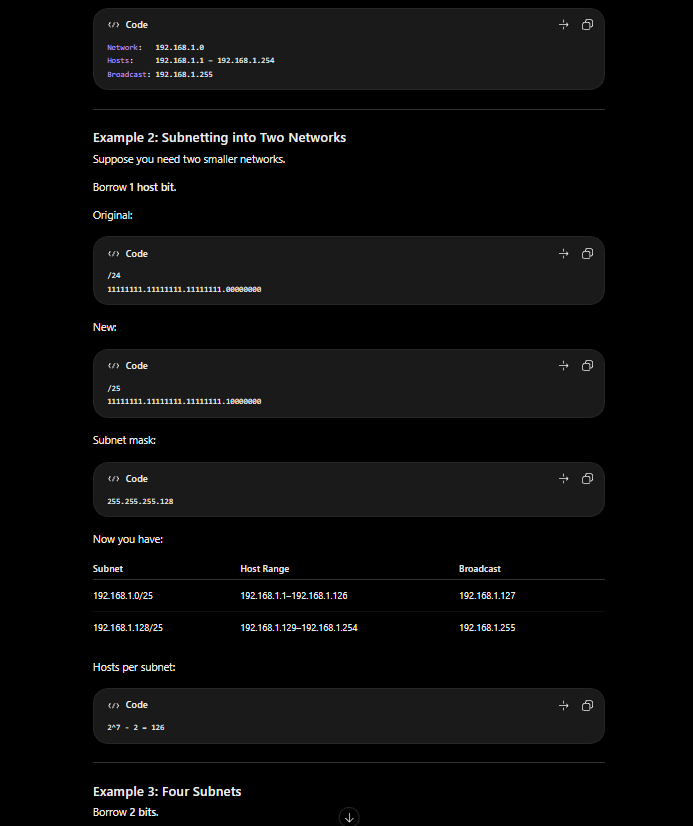 Code
Network: 192.168.1.0
Hosts: 192.168.1.1 - 192.168.1.254
Broadcast: 192.168.1.255
Example 2: Subnetting into Two Networks
Suppose you need two smaller networks.
Borrow 1 host bit.
Original:
Code
/24
11111111.11111111.11111111.00000000
New:
Code
/25
11111111.11111111.11111111.10000000
Subnet mask:
Code
255.255.255.128
Now you have:
Subnet Host Range Broadcast
192.168.1.0/25 192.168.1.1–192.168.1.126 192.168.1.127
192.168.1.128/25 192.168.1.129–192.168.1.254 192.168.1.255
Hosts per subnet:
Code
2^7 - 2 = 126
Example 3: Four Subnets
Borrow 2 bits.